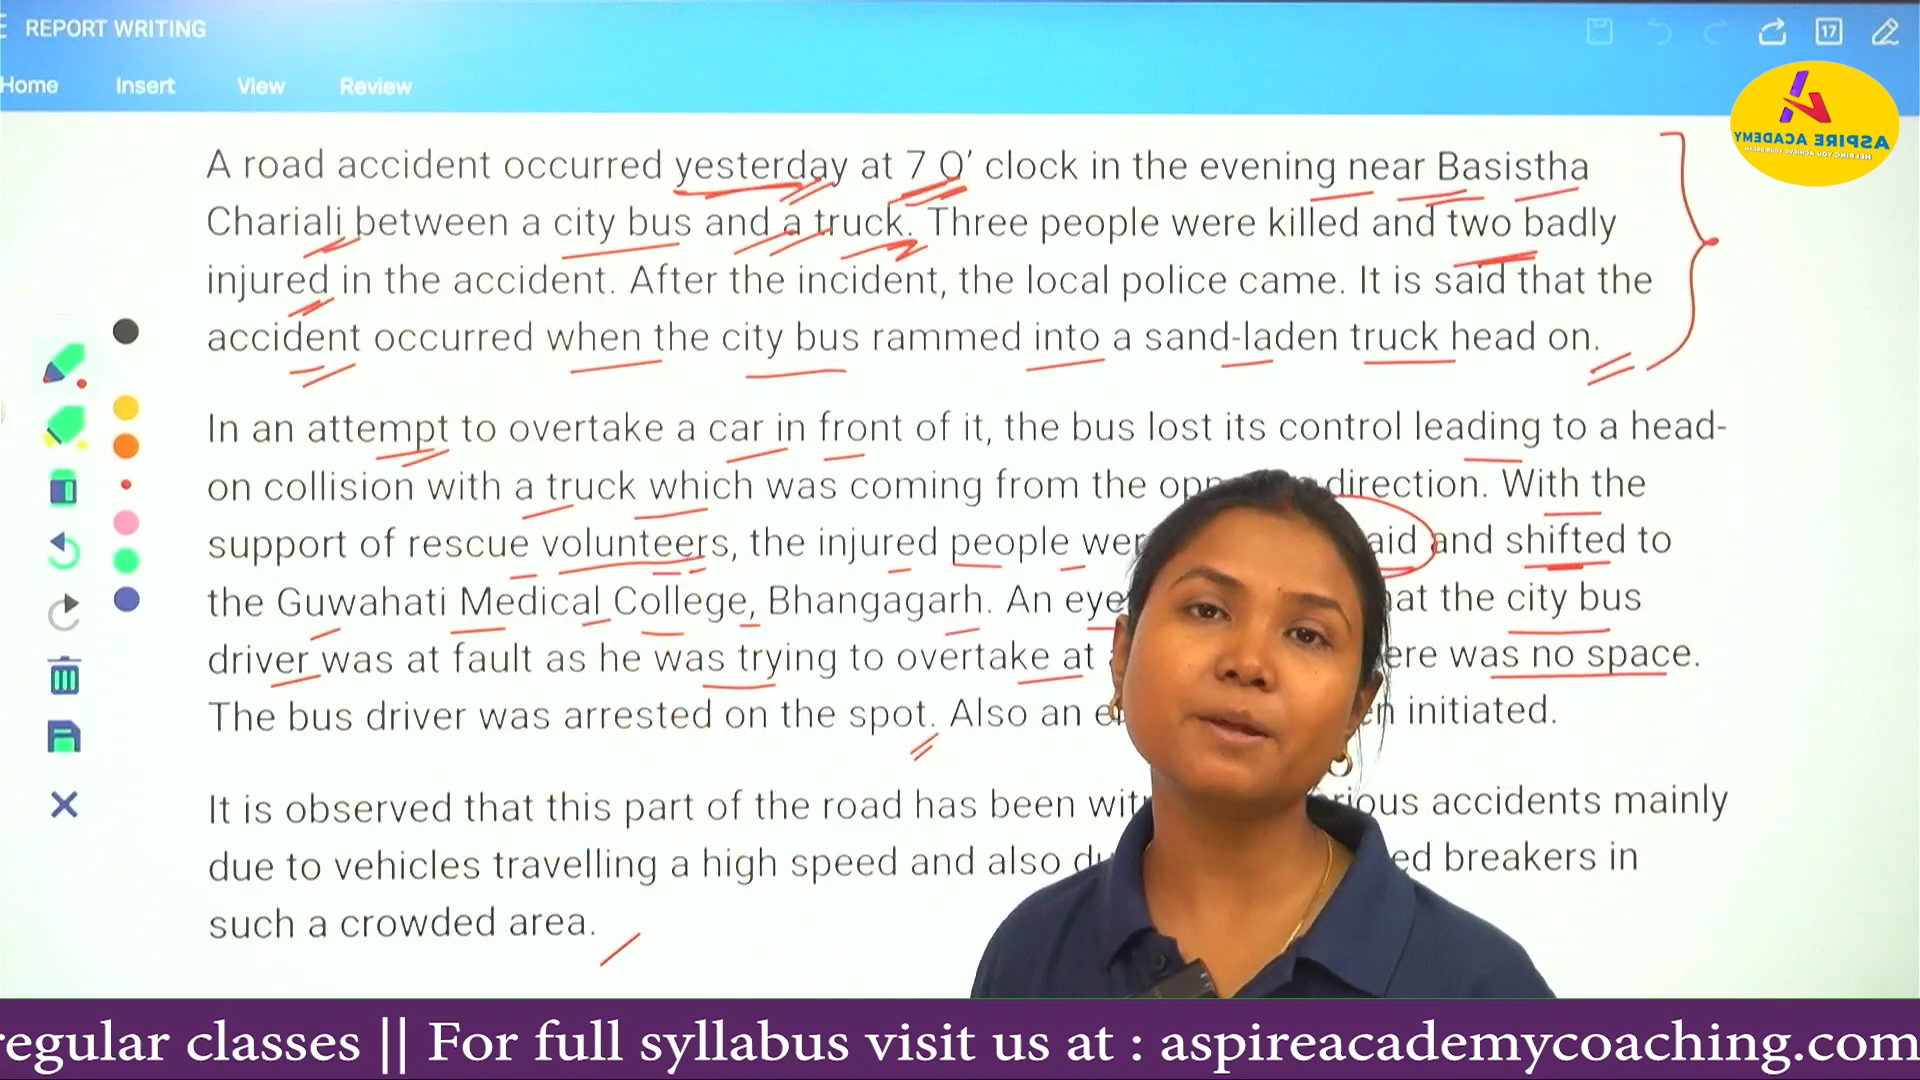 REPORT WRITING
17
Home Insert View Review
ASPIRE ACADEMY
HELPING YOU ACHIEVE YOUR DREAM
A road accident occurred yesterday at 7 O’ clock in the evening near Basistha
Chariali between a city bus and a truck. Three people were killed and two badly
injured in the accident. After the incident, the local police came. It is said that the
accident occurred when the city bus rammed into a sand-laden truck head on.
In an attempt to overtake a car in front of it, the bus lost its control leading to a head-
on collision with a truck which was coming from the direction. With the
support of rescue volunteers, the injured people aid and shifted to
the Guwahati Medical College, Bhangagarh. An the city bus
driver was at fault as he was trying to overtake at was no space.
The bus driver was arrested on the spot. Also an initiated.
It is observed that this part of the road has been accidents mainly
due to vehicles travelling a high speed and also breakers in
such a crowded area.
regular classes || For full syllabus visit us at : aspireacademycoaching.com